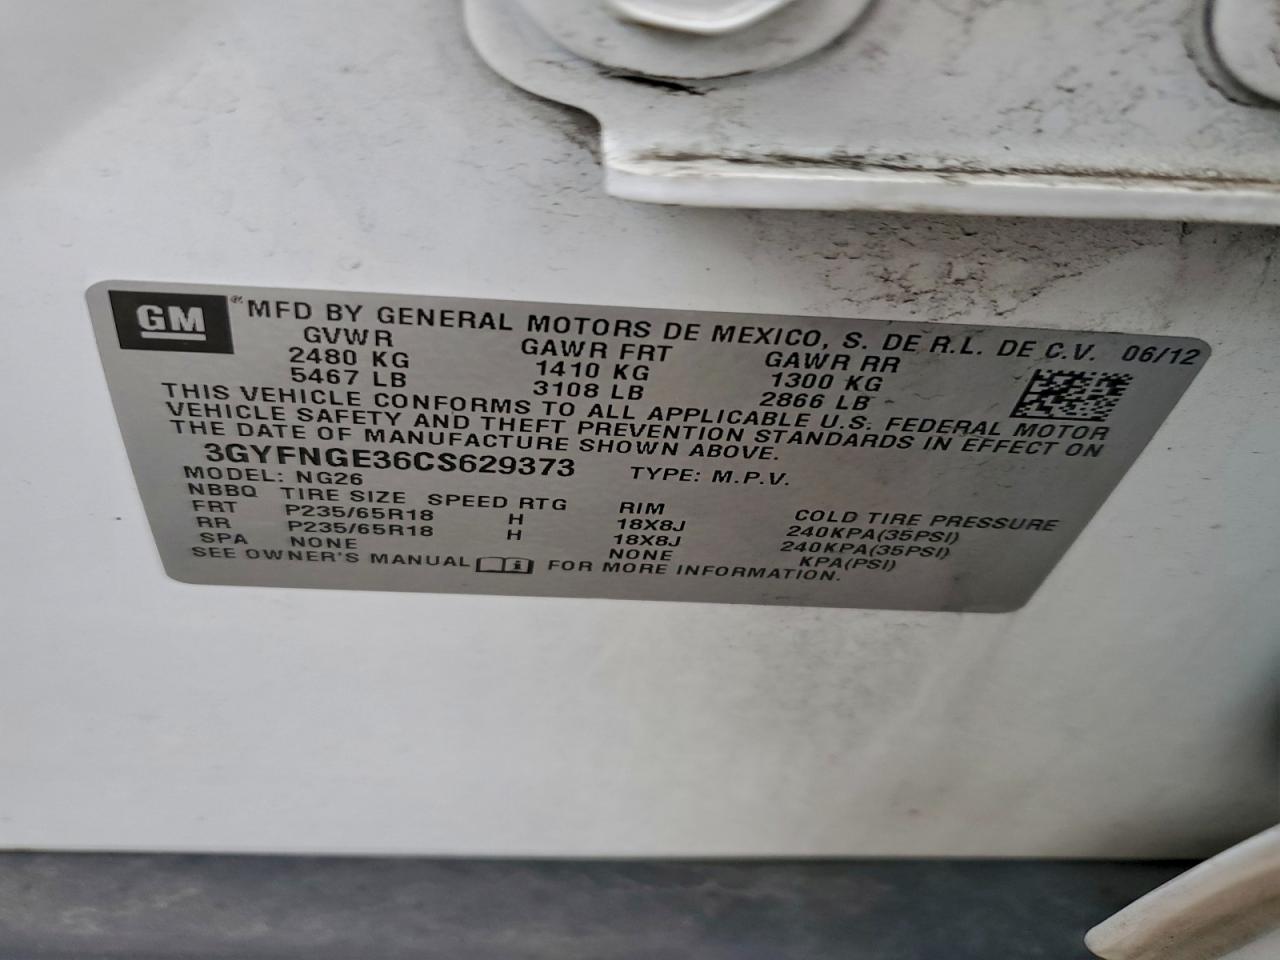 GM ® MFD BY GENERAL MOTORS DE MEXICO, S. DE R.L. DE C.V. 06/12
GVWR GAWR FRT GAWR RR
2480 KG 1410 KG 1300 KG
5467 LB 3108 LB 2866 LB
THIS VEHICLE CONFORMS TO ALL APPLICABLE U.S. FEDERAL MOTOR
VEHICLE SAFETY AND THEFT PREVENTION STANDARDS IN EFFECT ON
THE DATE OF MANUFACTURE SHOWN ABOVE.
3GYFNGE36CS629373 TYPE: M.P.V.
MODEL: NG26
NBBQ TIRE SIZE SPEED RTG RIM COLD TIRE PRESSURE
FRT P235/65R18 H 18X8J 240KPA(35PSI)
RR P235/65R18 H 18X8J 240KPA(35PSI)
SPA NONE NONE KPA(PSI)
SEE OWNER'S MANUAL FOR MORE INFORMATION.